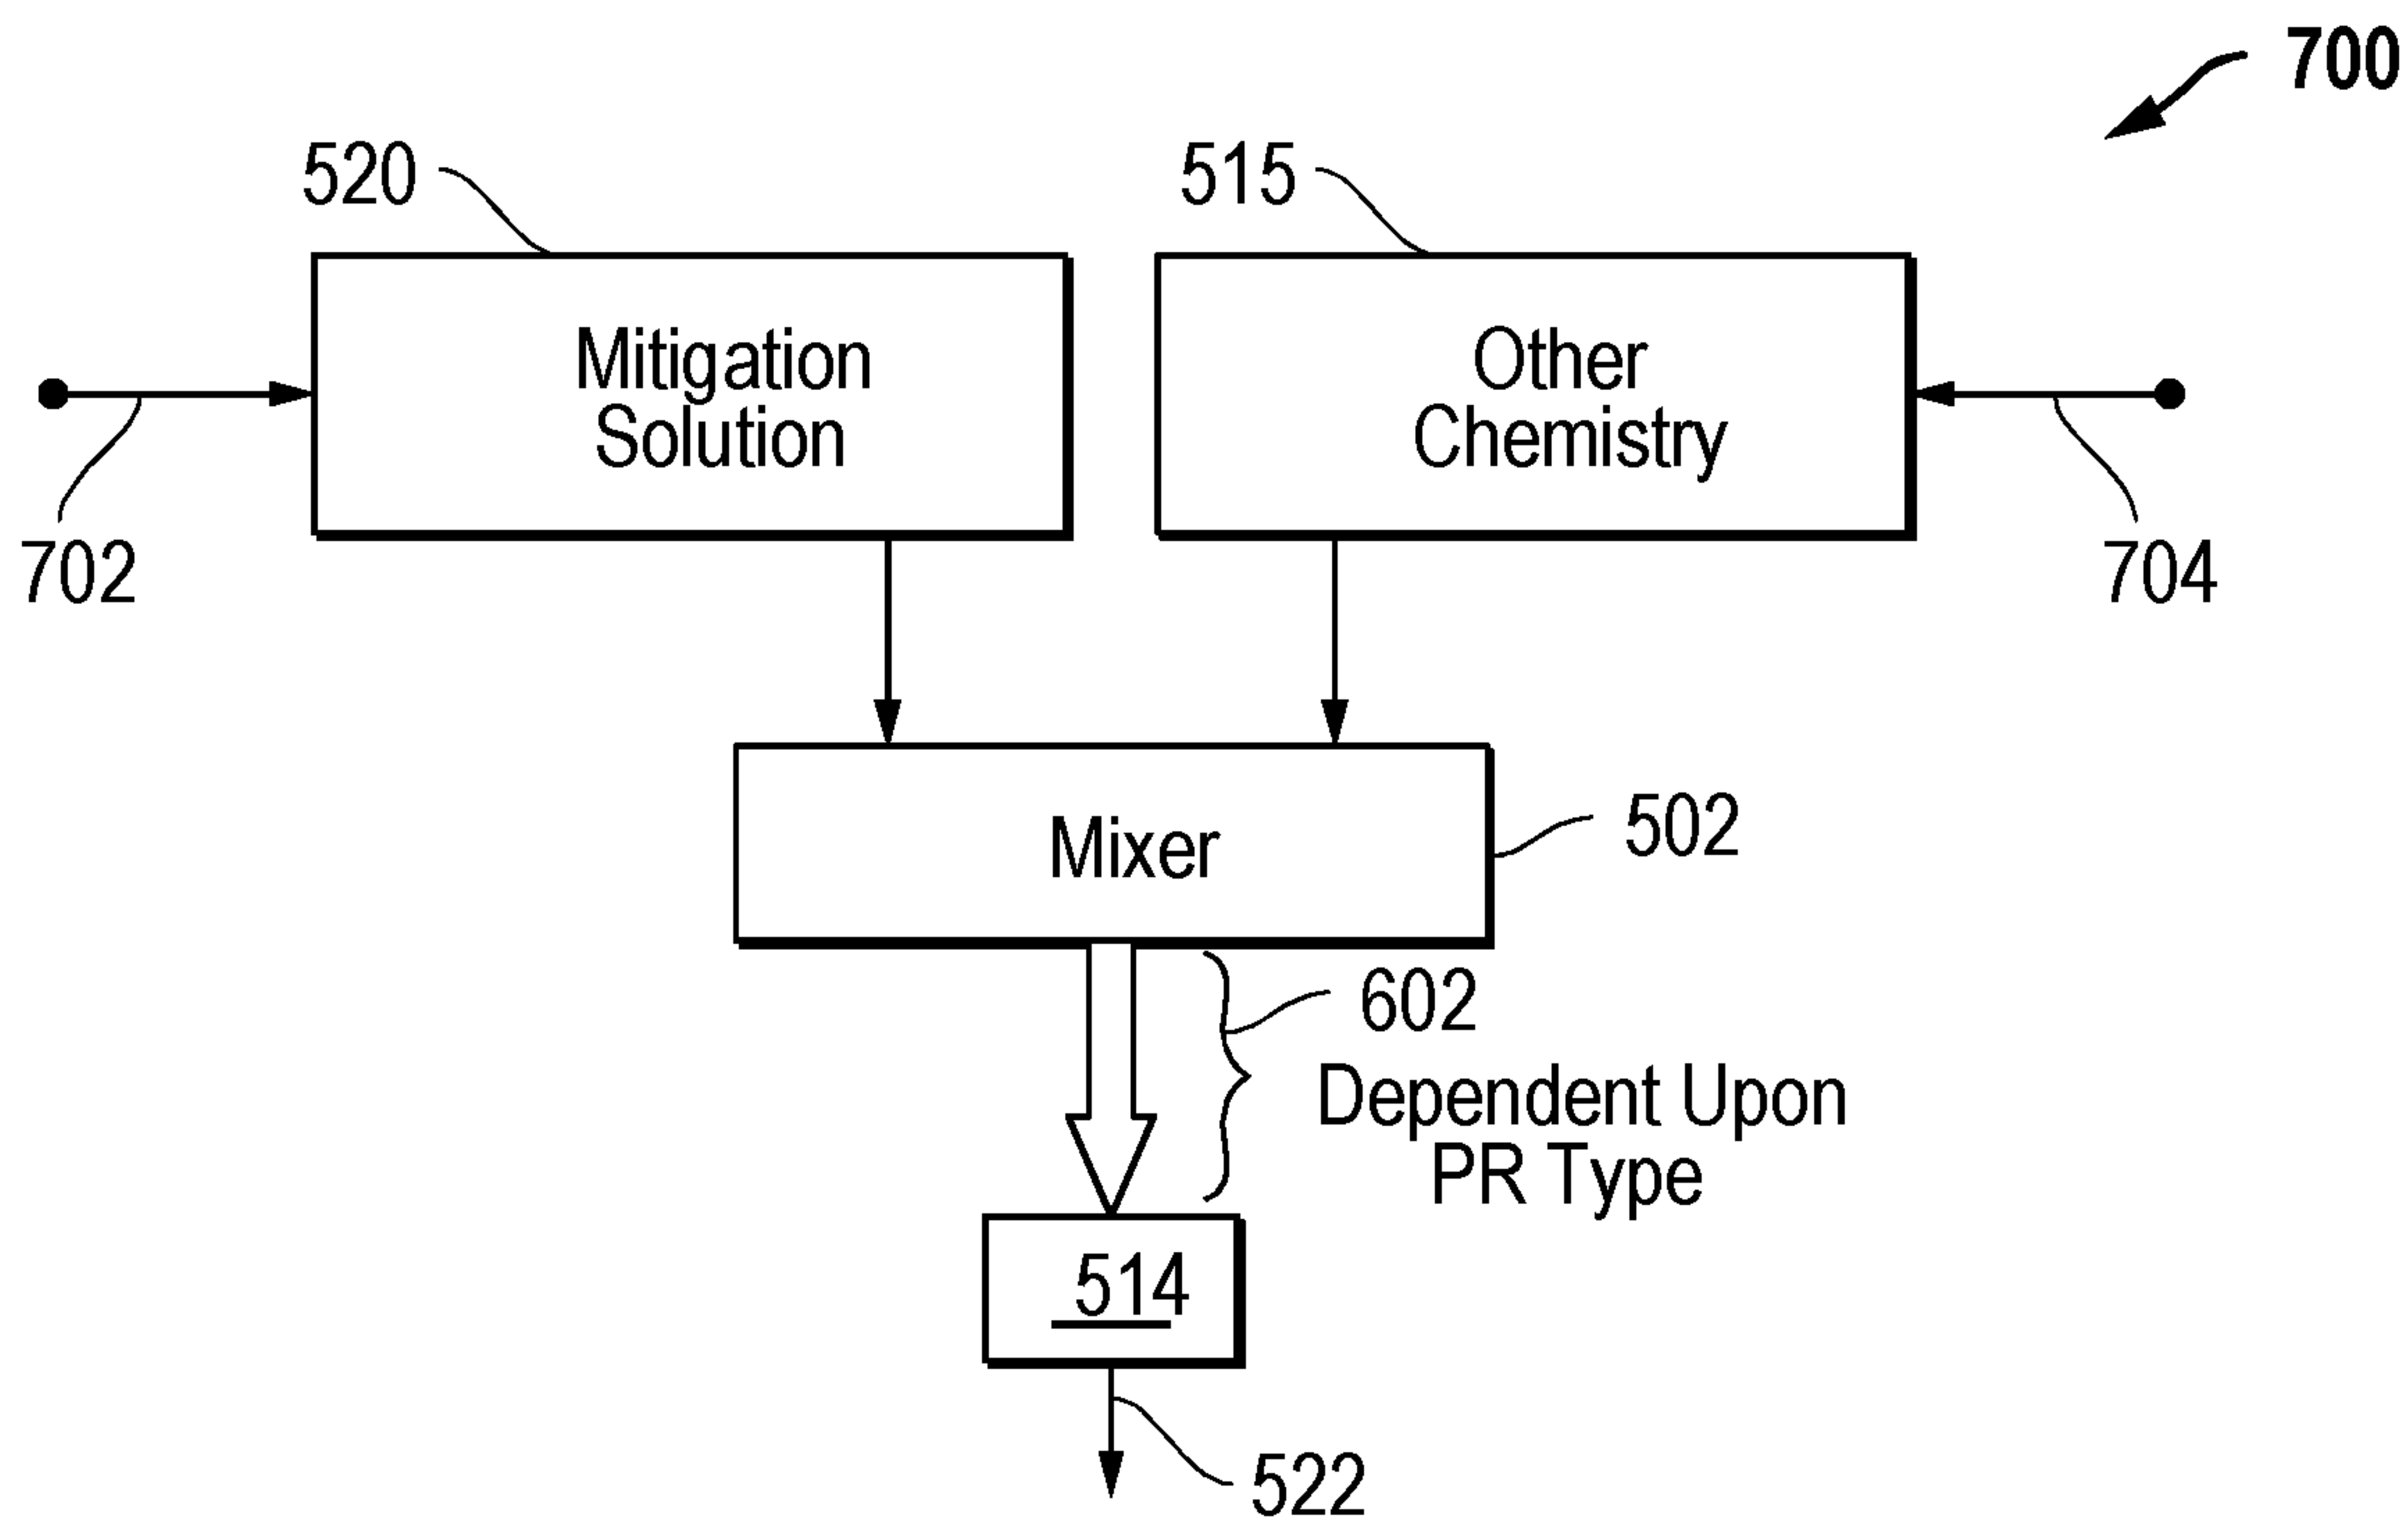 700
520
515
Mitigation
Solution
Other
Chemistry
702
704
Mixer
502
602
Dependent Upon
PR Type
514
522